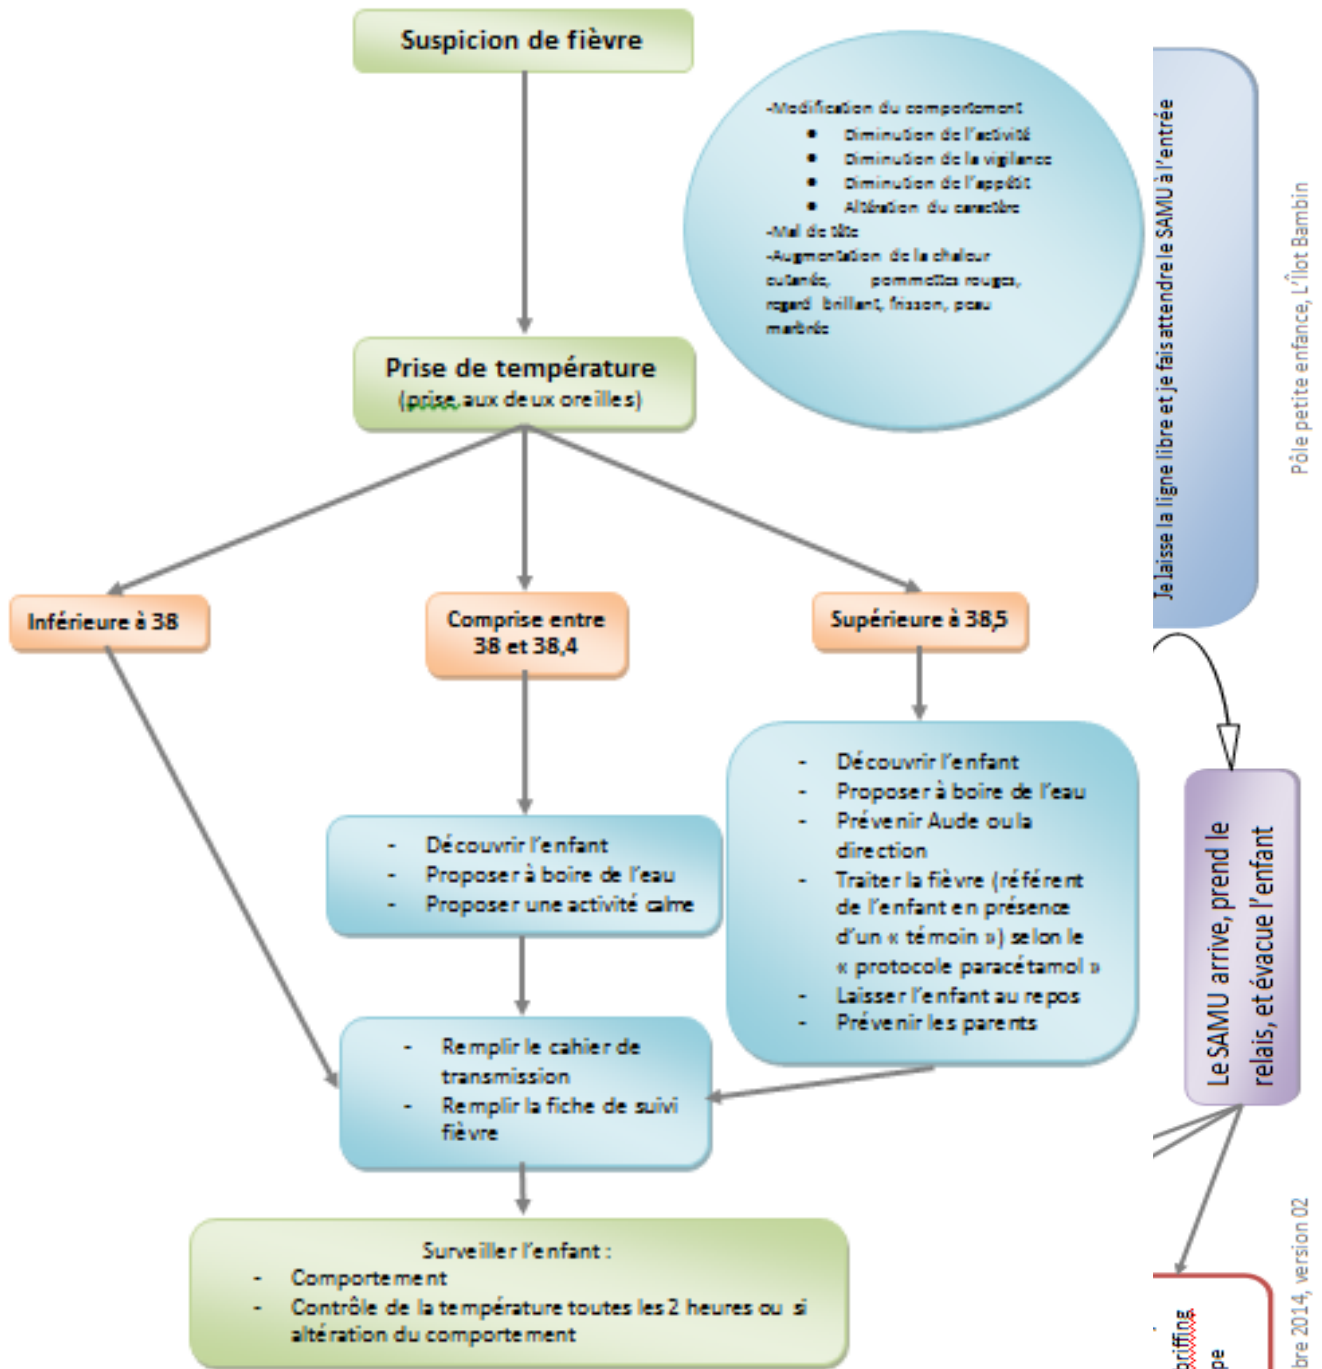 Suspicion de fièvre
-Modification du comportement
• Diminution de l'activité
• Diminution de la vigilance
• Diminution de l'appétit
• Altération du caractère
-Mal de tête
-Augmentation de la chaleur
cutanée, pommettes rouges,
regard brillant, frisson, peau
marbrée
Prise de température
(prise aux deux oreilles)
Inférieure à 38
Comprise entre
38 et 38,4
Supérieure à 38,5
- Découvrir l'enfant
- Proposer à boire de l'eau
- Proposer une activité calme
- Découvrir l'enfant
- Proposer à boire de l'eau
- Prévenir Aude ou la
direction
- Traiter la fièvre (référent
de l'enfant en présence
d'un « témoin ») selon le
« protocole paracétamol »
- Laisser l'enfant au repos
- Prévenir les parents
- Remplir le cahier de
transmission
- Remplir la fiche de suivi
fièvre
Surveiller l'enfant :
- Comportement
- Contrôle de la température toutes les 2 heures ou si
altération du comportement
Je laisse la ligne libre et je fais attendre le SAMU à l'entrée
Pôle petite enfance, L'Îlot Bambin
Le SAMU arrive, prend le
relais, et évacue l'enfant
bre 2014, version 02